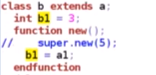 class b extends a;
int b1 = 3;
function new();
// super.new(5);
b1 = a1;
endfunction